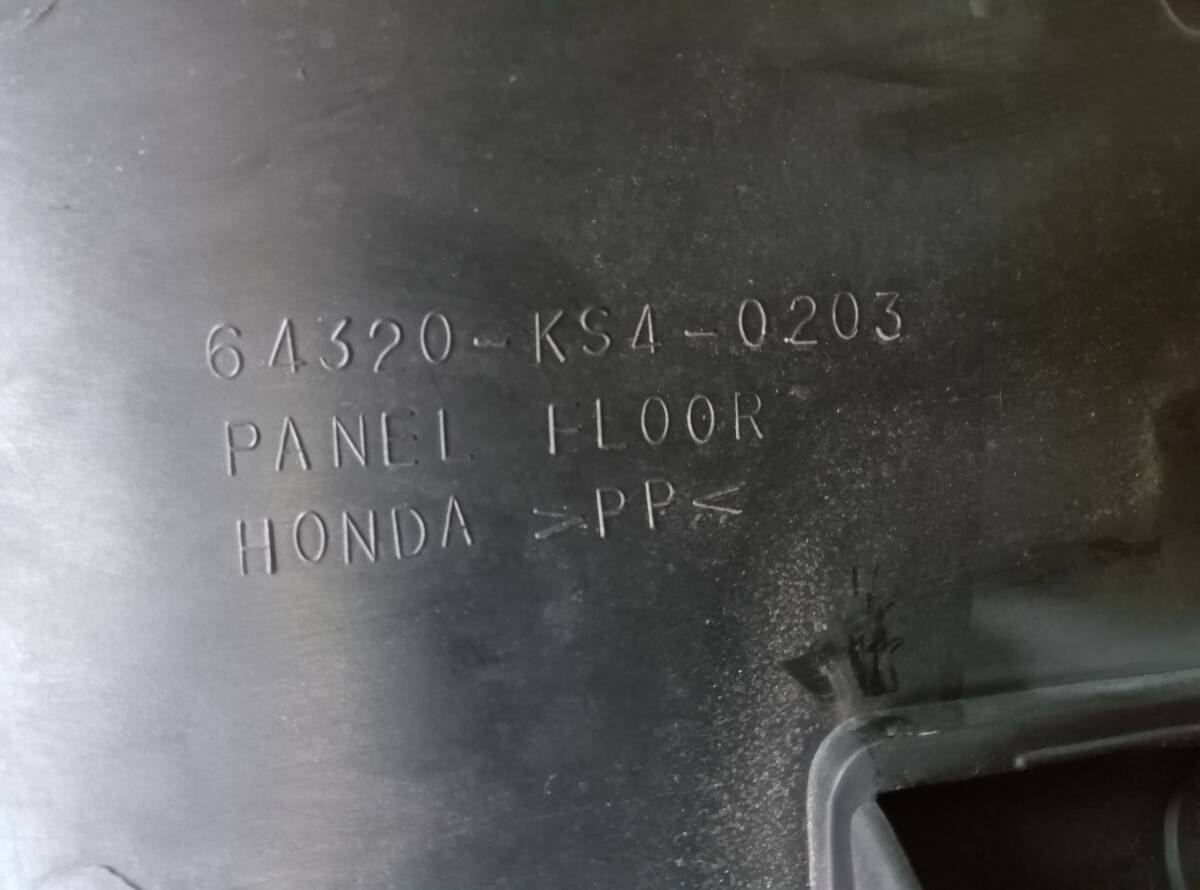 64320-KS4-0203
PANEL FLOOR
HONDA >PP<